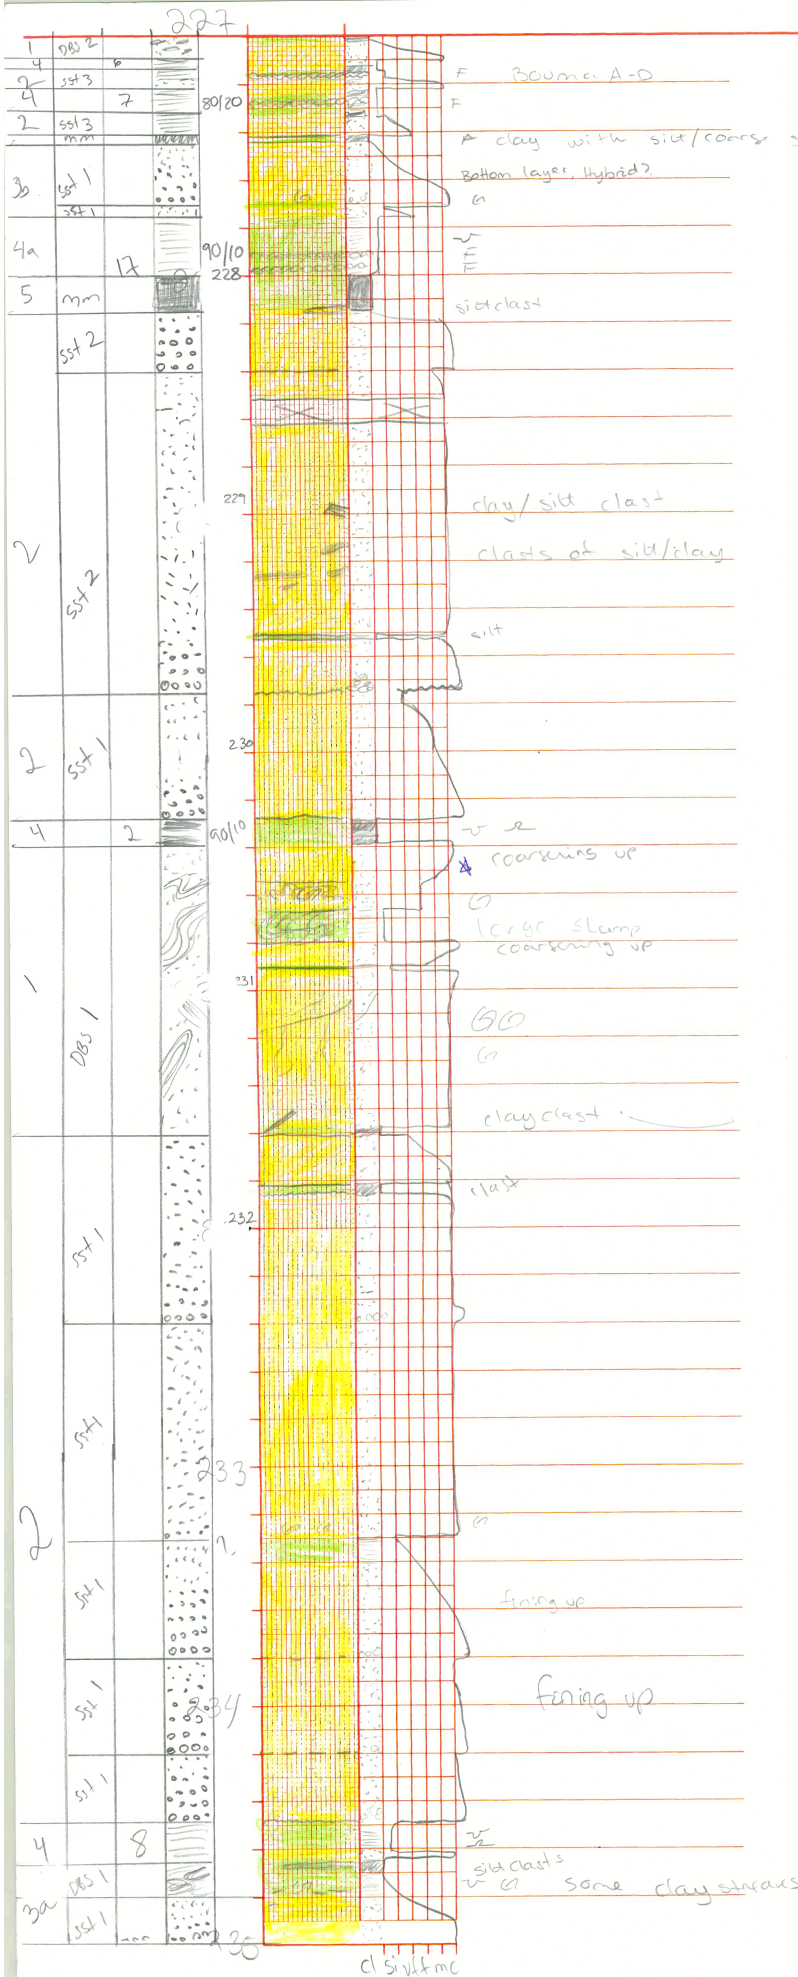 227
1 DBS 2
4 6
2 sst 3 F Bouma A-D
4 7 80/20 F
2 sst 3
mm clay with silt/coarse s
3b sst 1 Bottom layer, Hybrid?
sst 1
4a 90/10 F
17 228 F
5 mm siltclast
sst 2
229 clay/silt clast
2 clasts of silt/clay
sst 2
silt
230
2 sst 1
4 2 90/10
coarsening up
large slump
coarsening up
231
1 DBS 1
clay clast
clast
232
sst 1
sst 1
233
2
?
sst 1 fining up
sst 1 234 fining up
sst 1
4 8
DBS 1 silt clasts
3a some clay streaks
sst 1
235
cl si vf f m c